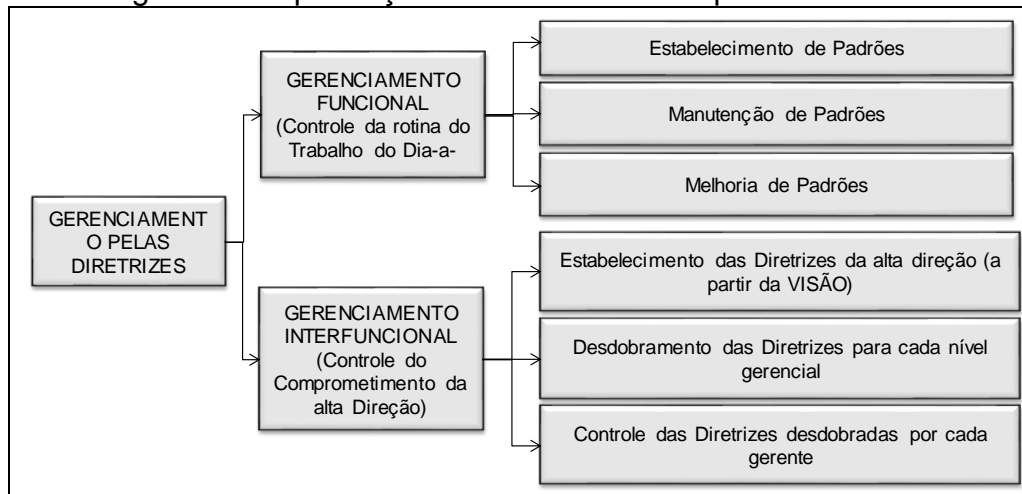 GERENCIAMENTO
FUNCIONAL
(Controle da rotina do
Trabalho do Dia-a-
Estabelecimento de Padrões
Manutenção de Padrões
Melhoria de Padrões
GERENCIAMENT
O PELAS
DIRETRIZES
GERENCIAMENTO
INTERFUNCIONAL
(Controle do
Comprometimento da
alta Direção)
Estabelecimento das Diretrizes da alta direção (a
partir da VISÃO)
Desdobramento das Diretrizes para cada nível
gerencial
Controle das Diretrizes desdobradas por cada
gerente